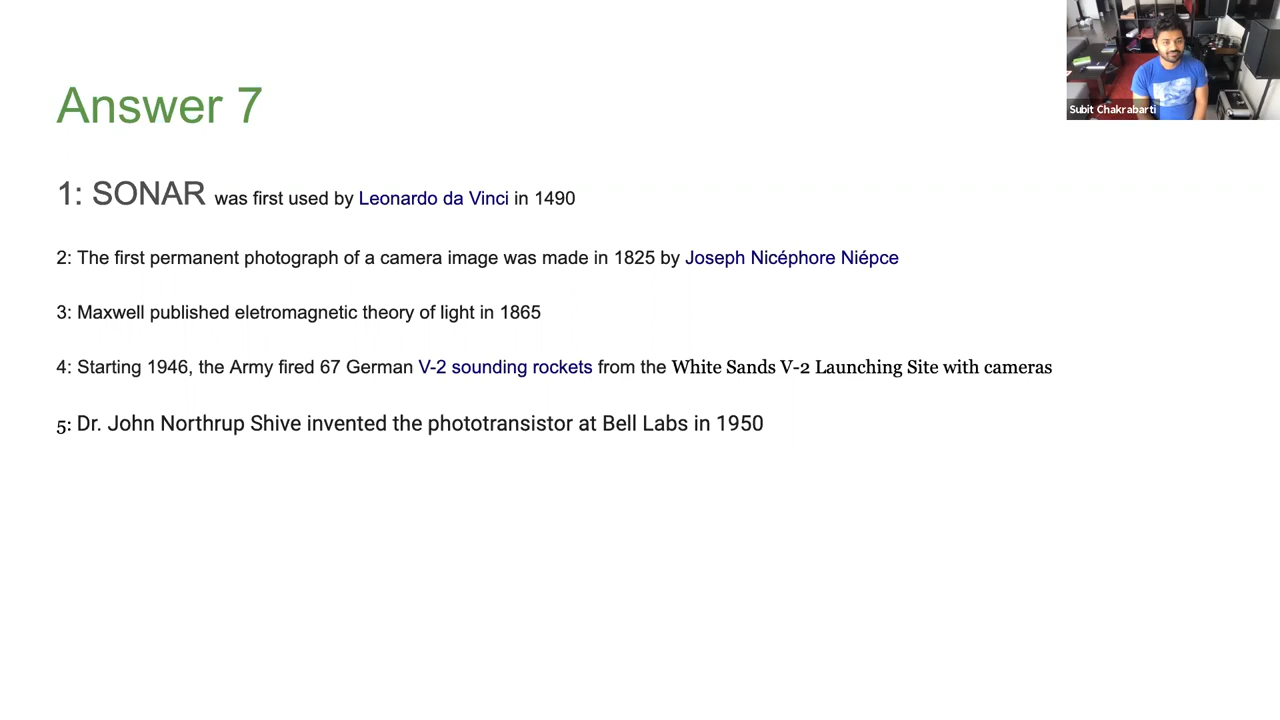 Answer 7
Subit Chakrabarti
1: SONAR was first used by Leonardo da Vinci in 1490
2: The first permanent photograph of a camera image was made in 1825 by Joseph Nicéphore Niépce
3: Maxwell published eletromagnetic theory of light in 1865
4: Starting 1946, the Army fired 67 German V-2 sounding rockets from the White Sands V-2 Launching Site with cameras
5: Dr. John Northrup Shive invented the phototransistor at Bell Labs in 1950